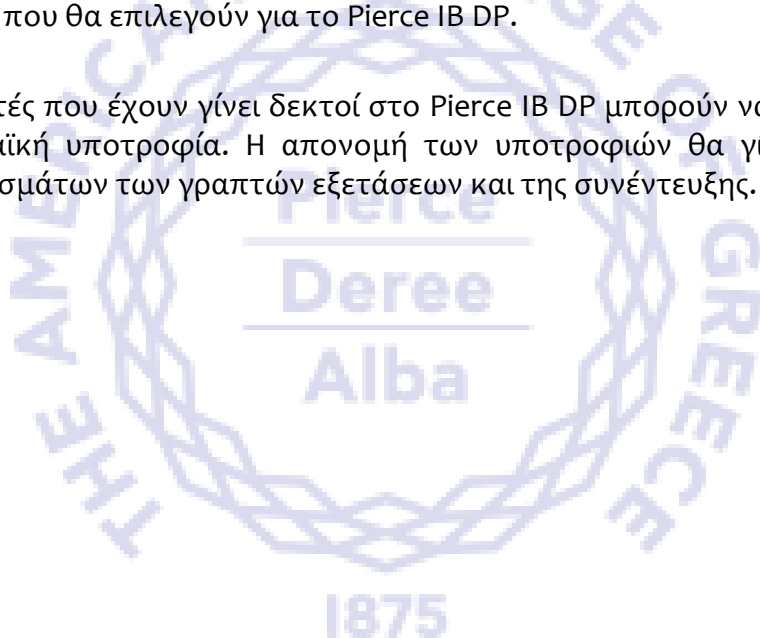 που θα επιλεγούν για το Pierce IB DP.
τές που έχουν γίνει δεκτοί στο Pierce IB DP μπορούν να
αϊκή υποτροφία. Η απονομή των υποτροφιών θα γί
σμάτων των γραπτών εξετάσεων και της συνέντευξης.
THE AMERICAN COLLEGE OF GREECE
Pierce
Deree
Alba
1875